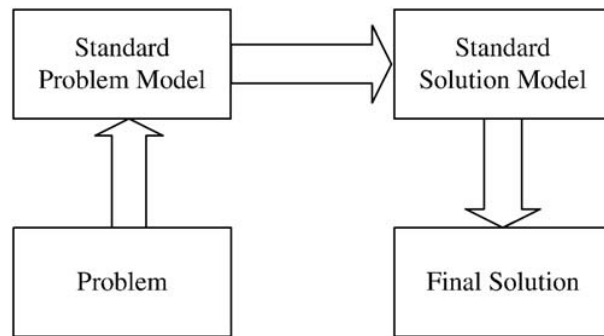 Standard
Problem Model
Standard
Solution Model
Problem
Final Solution